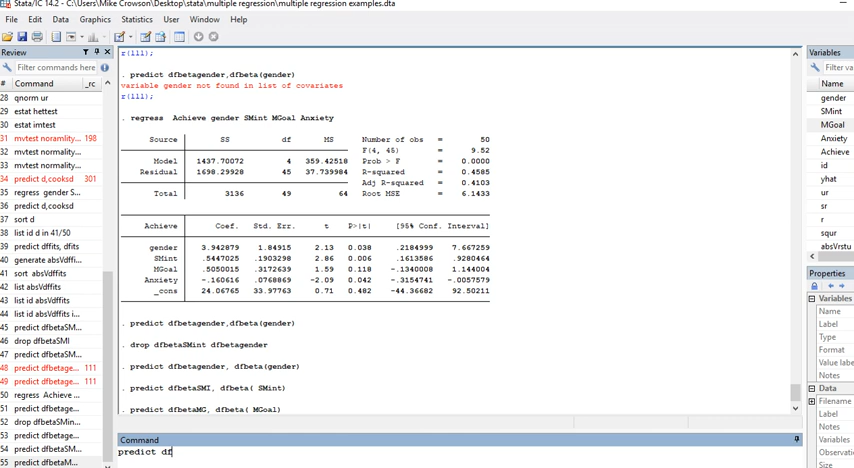 Stata/IC 14.2 - C:\Users\Mike Crowson\Desktop\stata\multiple regression\multiple regression examples.dta
File Edit Data Graphics Statistics User Window Help
Review
Filter commands here
# Command _rc
28 qnorm ur
29 estat hettest
30 estat imtest
31 mvtest noramlity... 198
32 mvtest normality...
33 mvtest normality...
34 predict d,cooksd 301
35 regress gender S...
36 predict d,cooksd
37 sort d
38 list id d in 41/50
39 predict dffits, dfits
40 generate absVdffits
41 sort absVdffits
42 list absVdffits
43 list id absVdffits
44 list id absVdffits i...
45 predict dfbetaSM...
46 drop dfbetaSMI
47 predict dfbetaSM...
48 predict dfbetage... 111
49 predict dfbetage... 111
50 regress Achieve ...
51 predict dfbetage...
52 drop dfbetaSMin...
53 predict dfbetage...
54 predict dfbetaSM...
55 predict dfbetaM...
r(111);
. predict dfbetagender,dfbeta(gender)
variable gender not found in list of covariates
r(111);
. regress Achieve gender SMint MGoal Anxiety
Source SS df MS Number of obs = 50
F(4, 45) = 9.52
Model 1437.70072 4 359.42518 Prob > F = 0.0000
Residual 1698.29928 45 37.739984 R-squared = 0.4585
Adj R-squared = 0.4103
Total 3136 49 64 Root MSE = 6.1433
Achieve Coef. Std. Err. t P>|t| [95% Conf. Interval]
gender 3.942879 1.84915 2.13 0.038 .2184999 7.667259
SMint .5447025 .1903298 2.86 0.006 .1613586 .9280464
MGoal .5050015 .3172639 1.59 0.118 -.1340008 1.144004
Anxiety -.160616 .0768869 -2.09 0.042 -.3154741 -.0057579
_cons 24.06765 33.97763 0.71 0.482 -44.36682 92.50211
. predict dfbetagender,dfbeta(gender)
. drop dfbetaSMint dfbetagender
. predict dfbetagender, dfbeta(gender)
. predict dfbetaSMI, dfbeta( SMint)
. predict dfbetaMG, dfbeta( MGoal)
Command
predict df
Variables
Filter va
Name
gender
SMint
MGoal
Anxiety
Achieve
id
yhat
ur
sr
r
squr
absVrstu
Properties
Variables
Name
Label
Type
Format
Value labe
Notes
Data
Filename
Label
Notes
Variables
Observatio
Size